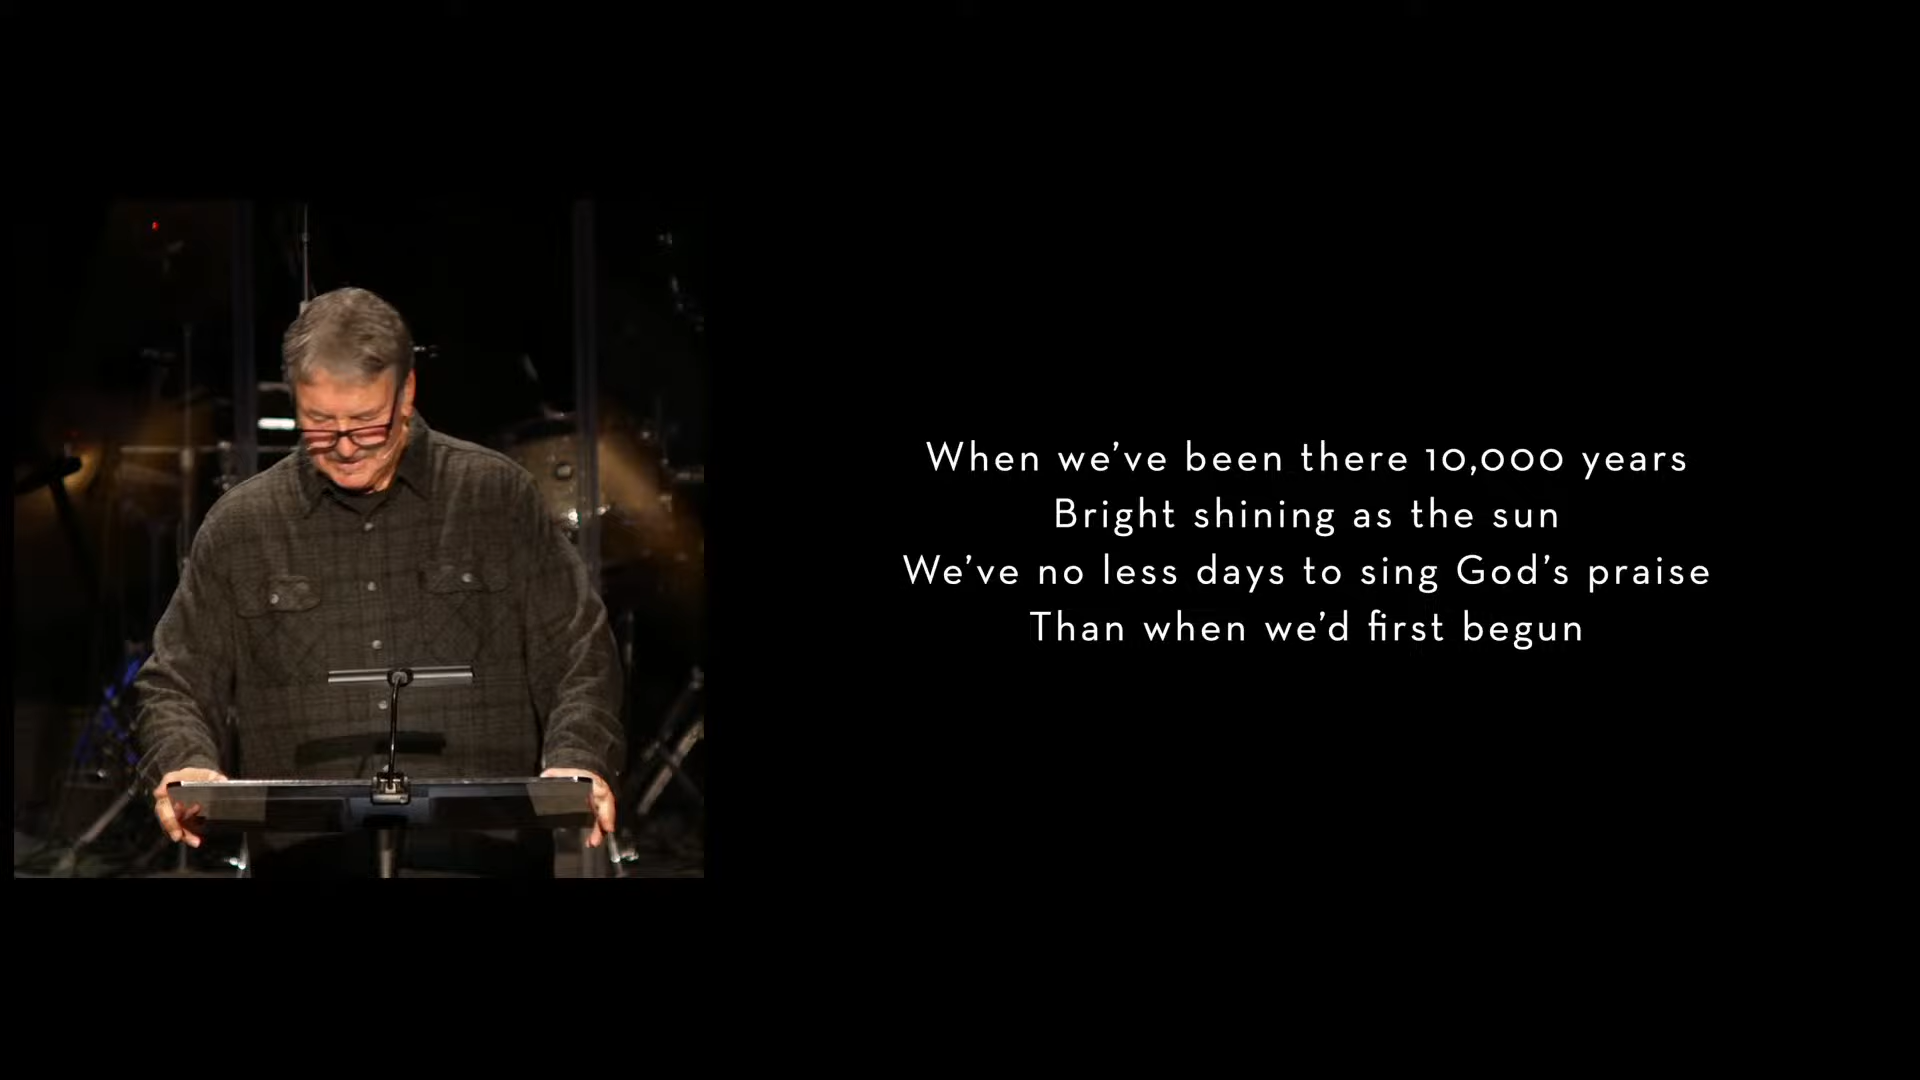 When we’ve been there 10,000 years
Bright shining as the sun
We’ve no less days to sing God’s praise
Than when we’d first begun